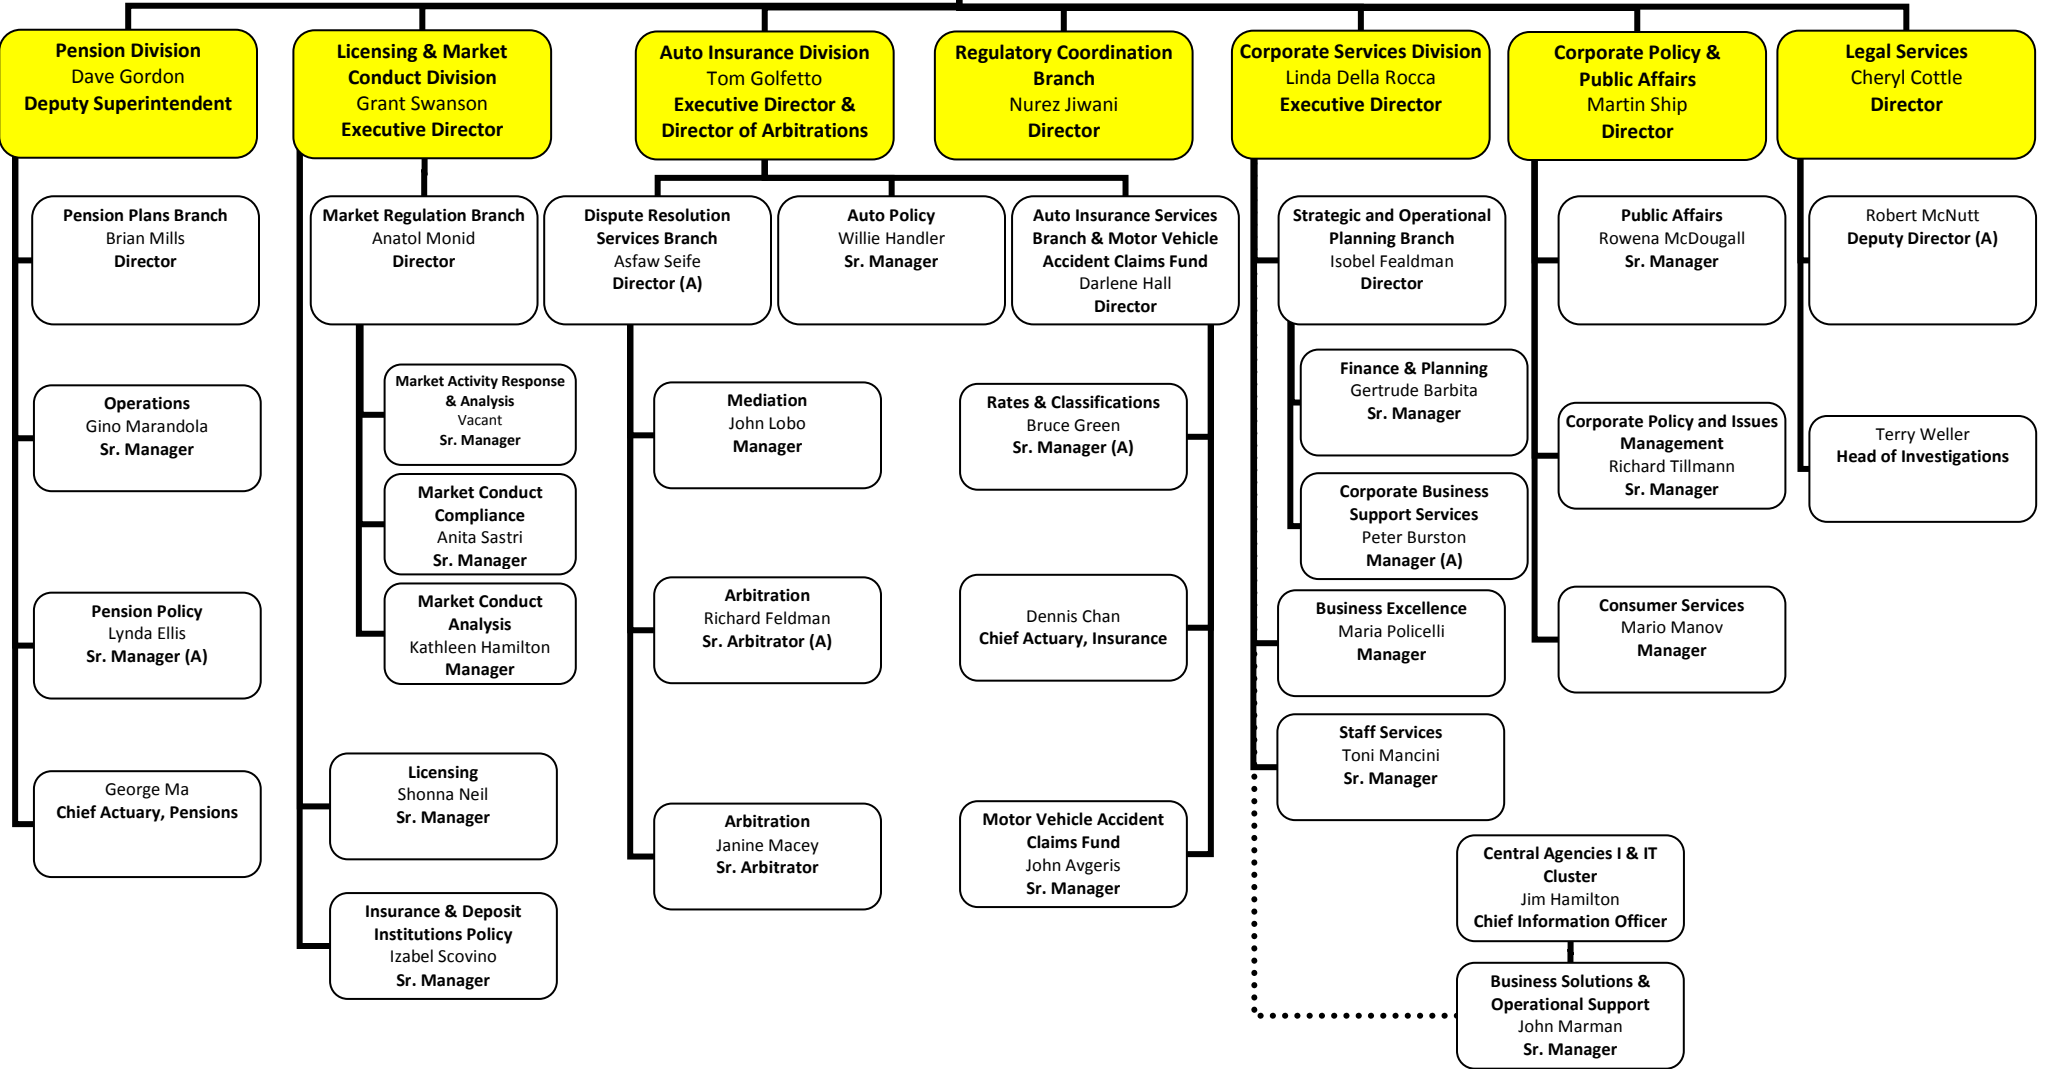 Pension Division
Dave Gordon
Deputy Superintendent
Licensing & Market
Conduct Division
Grant Swanson
Executive Director
Auto Insurance Division
Tom Golfetto
Executive Director &
Director of Arbitrations
Regulatory Coordination
Branch
Nurez Jiwani
Director
Corporate Services Division
Linda Della Rocca
Executive Director
Corporate Policy &
Public Affairs
Martin Ship
Director
Legal Services
Cheryl Cottle
Director
Pension Plans Branch
Brian Mills
Director
Operations
Gino Marandola
Sr. Manager
Pension Policy
Lynda Ellis
Sr. Manager (A)
George Ma
Chief Actuary, Pensions
Market Regulation Branch
Anatol Monid
Director
Market Activity Response
& Analysis
Vacant
Sr. Manager
Market Conduct
Compliance
Anita Sastri
Sr. Manager
Market Conduct
Analysis
Kathleen Hamilton
Manager
Licensing
Shonna Neil
Sr. Manager
Insurance & Deposit
Institutions Policy
Izabel Scovino
Sr. Manager
Dispute Resolution
Services Branch
Asfaw Seife
Director (A)
Mediation
John Lobo
Manager
Arbitration
Richard Feldman
Sr. Arbitrator (A)
Arbitration
Janine Macey
Sr. Arbitrator
Auto Policy
Willie Handler
Sr. Manager
Auto Insurance Services
Branch & Motor Vehicle
Accident Claims Fund
Darlene Hall
Director
Rates & Classifications
Bruce Green
Sr. Manager (A)
Dennis Chan
Chief Actuary, Insurance
Motor Vehicle Accident
Claims Fund
John Avgeris
Sr. Manager
Strategic and Operational
Planning Branch
Isobel Fealdman
Director
Finance & Planning
Gertrude Barbita
Sr. Manager
Corporate Business
Support Services
Peter Burston
Manager (A)
Business Excellence
Maria Policelli
Manager
Staff Services
Toni Mancini
Sr. Manager
Central Agencies I & IT
Cluster
Jim Hamilton
Chief Information Officer
Business Solutions &
Operational Support
John Marman
Sr. Manager
Public Affairs
Rowena McDougall
Sr. Manager
Corporate Policy and Issues
Management
Richard Tillmann
Sr. Manager
Consumer Services
Mario Manov
Manager
Robert McNutt
Deputy Director (A)
Terry Weller
Head of Investigations